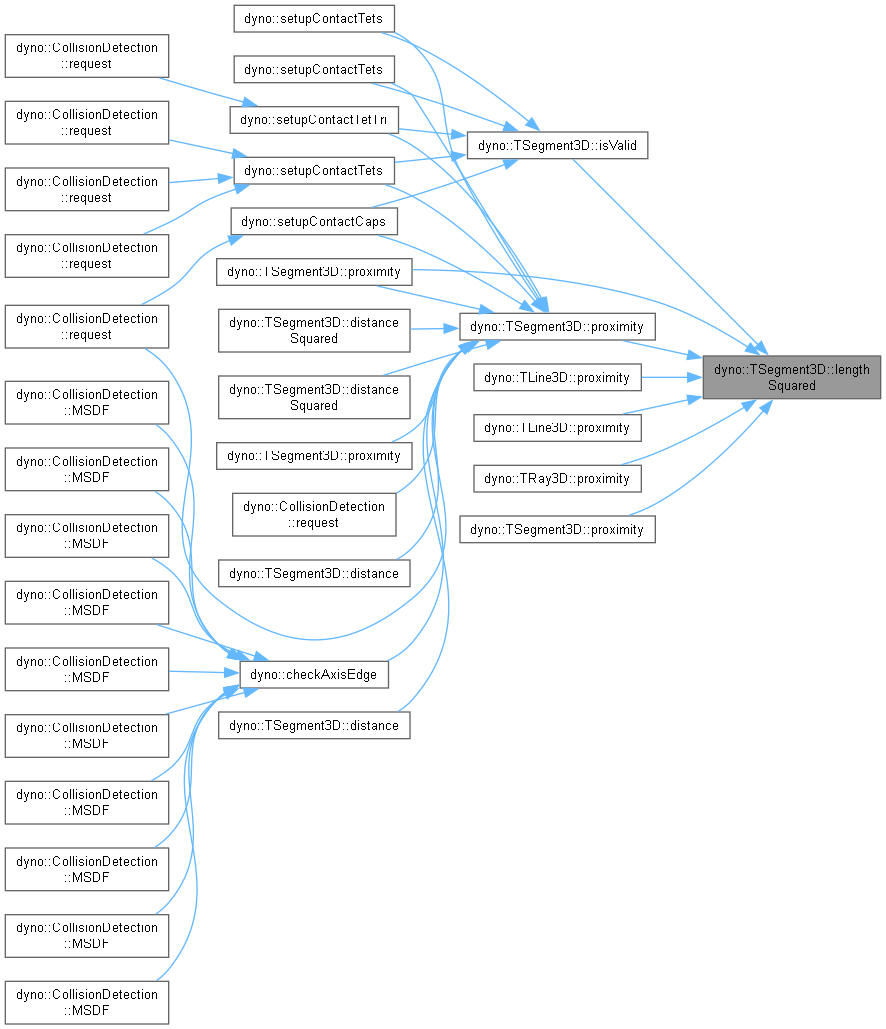 dyno::setupContactTets
dyno::CollisionDetection
::request
dyno::setupContactTets
dyno::CollisionDetection
::request
dyno::setupContactTetTri
dyno::TSegment3D::isValid
dyno::setupContactTets
dyno::CollisionDetection
::request
dyno::setupContactCaps
dyno::CollisionDetection
::request
dyno::TSegment3D::proximity
dyno::CollisionDetection
::request
dyno::TSegment3D::distance
Squared
dyno::TSegment3D::proximity
dyno::TSegment3D::length
Squared
dyno::TLine3D::proximity
dyno::TSegment3D::distance
Squared
dyno::CollisionDetection
::MSDF
dyno::TLine3D::proximity
dyno::TSegment3D::proximity
dyno::CollisionDetection
::MSDF
dyno::TRay3D::proximity
dyno::CollisionDetection
::request
dyno::TSegment3D::proximity
dyno::CollisionDetection
::MSDF
dyno::TSegment3D::distance
dyno::CollisionDetection
::MSDF
dyno::CollisionDetection
::MSDF
dyno::checkAxisEdge
dyno::TSegment3D::distance
dyno::CollisionDetection
::MSDF
dyno::CollisionDetection
::MSDF
dyno::CollisionDetection
::MSDF
dyno::CollisionDetection
::MSDF
dyno::CollisionDetection
::MSDF